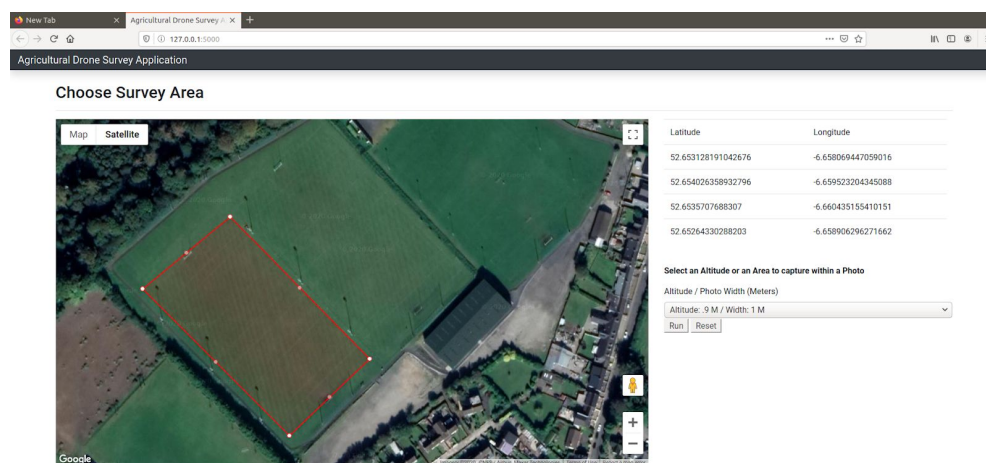 New Tab
Agricultural Drone Survey A
127.0.0.1:5000
Agricultural Drone Survey Application
Choose Survey Area
Map Satellite
Latitude Longitude
52.653128191042676 -6.658069447059016
52.654026358932796 -6.659523204345088
52.6535707688307 -6.660435155410151
52.65264330288203 -6.658906296271662
Select an Altitude or an Area to capture within a Photo
Altitude / Photo Width (Meters)
Altitude: .9 M / Width: 1 M
Run Reset
Google